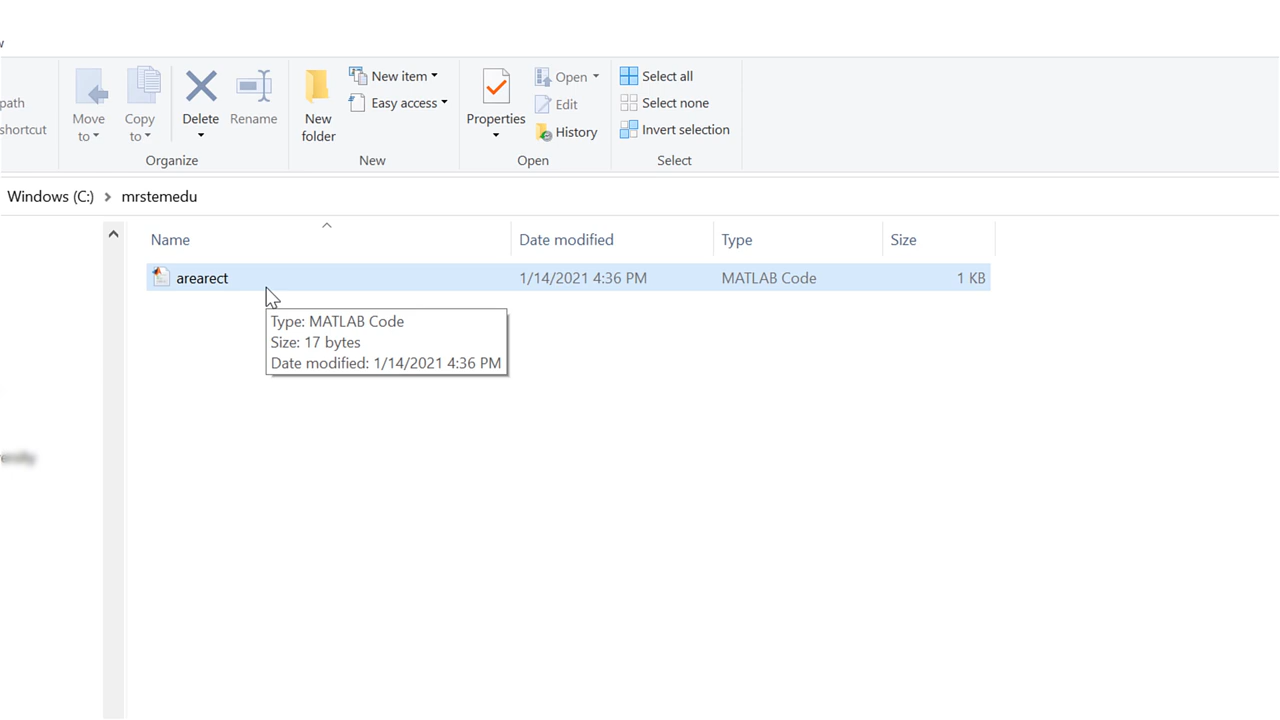 w
path
shortcut
Move to
Copy to
Delete
Rename
Organize
New folder
New item
Easy access
New
Properties
Open
Edit
History
Open
Select all
Select none
Invert selection
Select
Windows (C:) > mrstemedu
Name Date modified Type Size
arearect 1/14/2021 4:36 PM MATLAB Code 1 KB
Type: MATLAB Code
Size: 17 bytes
Date modified: 1/14/2021 4:36 PM